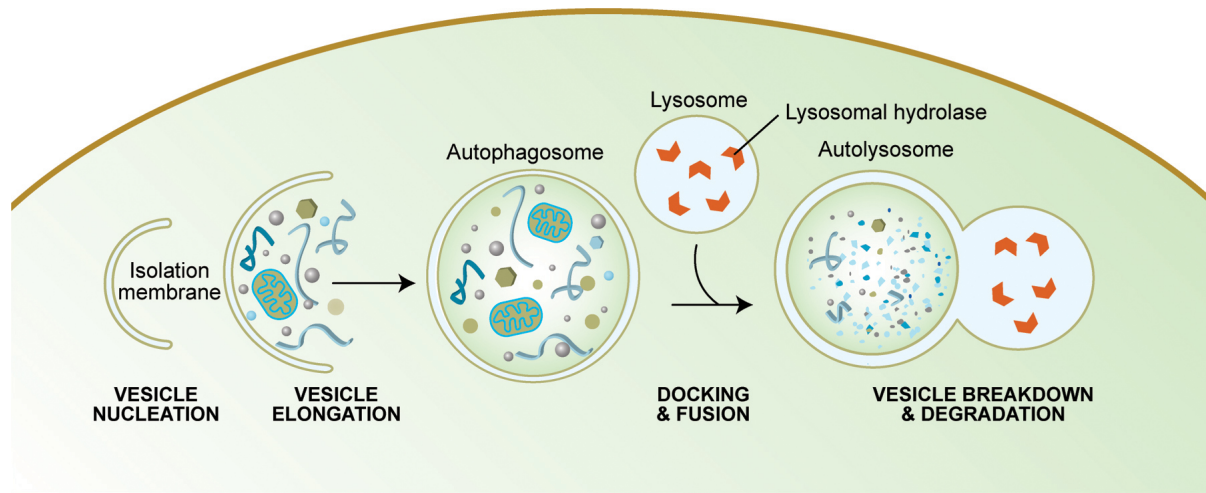 Lysosome
Lysosomal hydrolase
Autophagosome
Autolysosome
Isolation
membrane
VESICLE
NUCLEATION
VESICLE
ELONGATION
DOCKING
& FUSION
VESICLE BREAKDOWN
& DEGRADATION